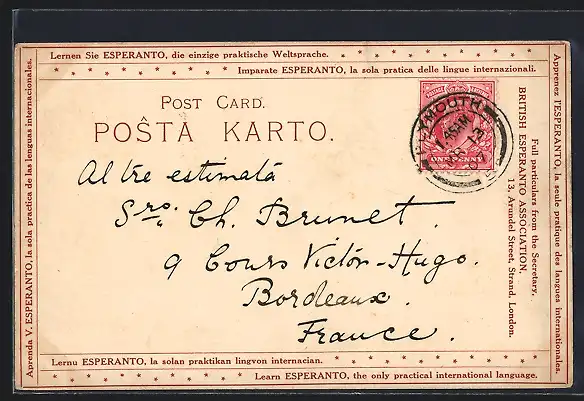 Lernen Sie ESPERANTO, die einzige praktische Weltsprache.
Imparate ESPERANTO, la sola pratica delle lingue internazionali.
Aprenda V. ESPERANTO, la sola practica de las lenguas internacionales.
Apprenez l'ESPERANTO, la seule pratique des langues internationales.
Full particulars from the Secretary,
BRITISH ESPERANTO ASSOCIATION.
13, Arundel Street, Strand, London.
POST CARD.
POŜTA KARTO.
ONE PENNY
Al tre estimata
Sro. Ch. Brunet.
9 Cours Victor-Hugo.
Bordeaux.
France.
Lernu ESPERANTO, la solan praktikan lingvon internacian.
Learn ESPERANTO, the only practical international language.